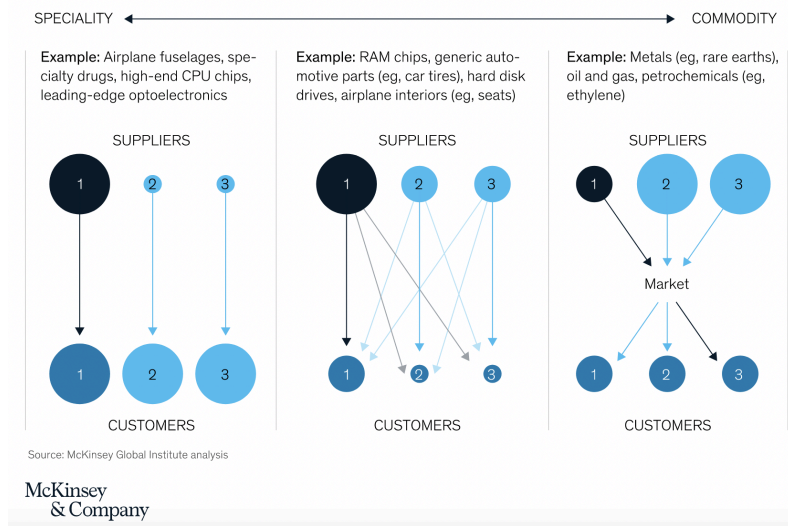 SPECIALITY
COMMODITY
Example: Airplane fuselages, spe-
cialty drugs, high-end CPU chips,
leading-edge optoelectronics
SUPPLIERS
1 2 3
1 2 3
CUSTOMERS
Example: RAM chips, generic auto-
motive parts (eg, car tires), hard disk
drives, airplane interiors (eg, seats)
SUPPLIERS
1 2 3
1 2 3
CUSTOMERS
Example: Metals (eg, rare earths),
oil and gas, petrochemicals (eg,
ethylene)
SUPPLIERS
1 2 3
Market
1 2 3
CUSTOMERS
Source: McKinsey Global Institute analysis
McKinsey
& Company